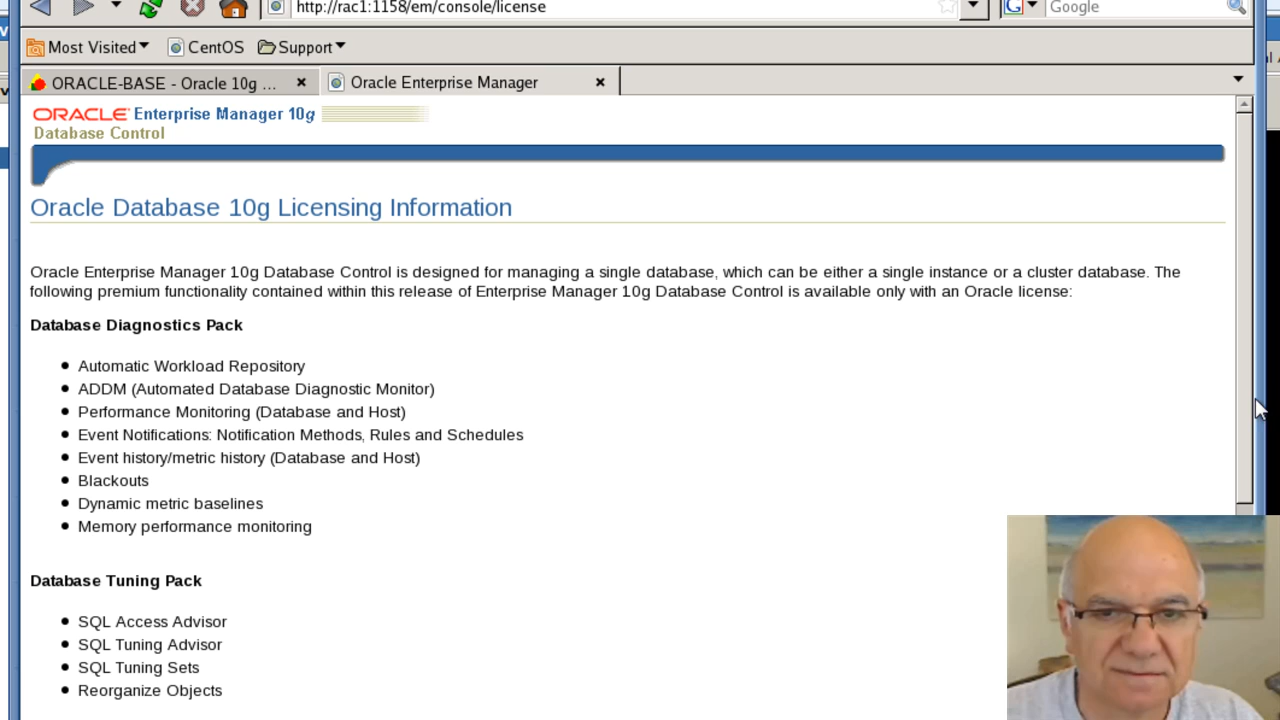 http://rac1:1158/em/console/license
Google
Most Visited CentOS Support
ORACLE-BASE - Oracle 10g ... Oracle Enterprise Manager
ORACLE Enterprise Manager 10g
Database Control
Oracle Database 10g Licensing Information
Oracle Enterprise Manager 10g Database Control is designed for managing a single database, which can be either a single instance or a cluster database. The
following premium functionality contained within this release of Enterprise Manager 10g Database Control is available only with an Oracle license:
Database Diagnostics Pack
Automatic Workload Repository
ADDM (Automated Database Diagnostic Monitor)
Performance Monitoring (Database and Host)
Event Notifications: Notification Methods, Rules and Schedules
Event history/metric history (Database and Host)
Blackouts
Dynamic metric baselines
Memory performance monitoring
Database Tuning Pack
SQL Access Advisor
SQL Tuning Advisor
SQL Tuning Sets
Reorganize Objects